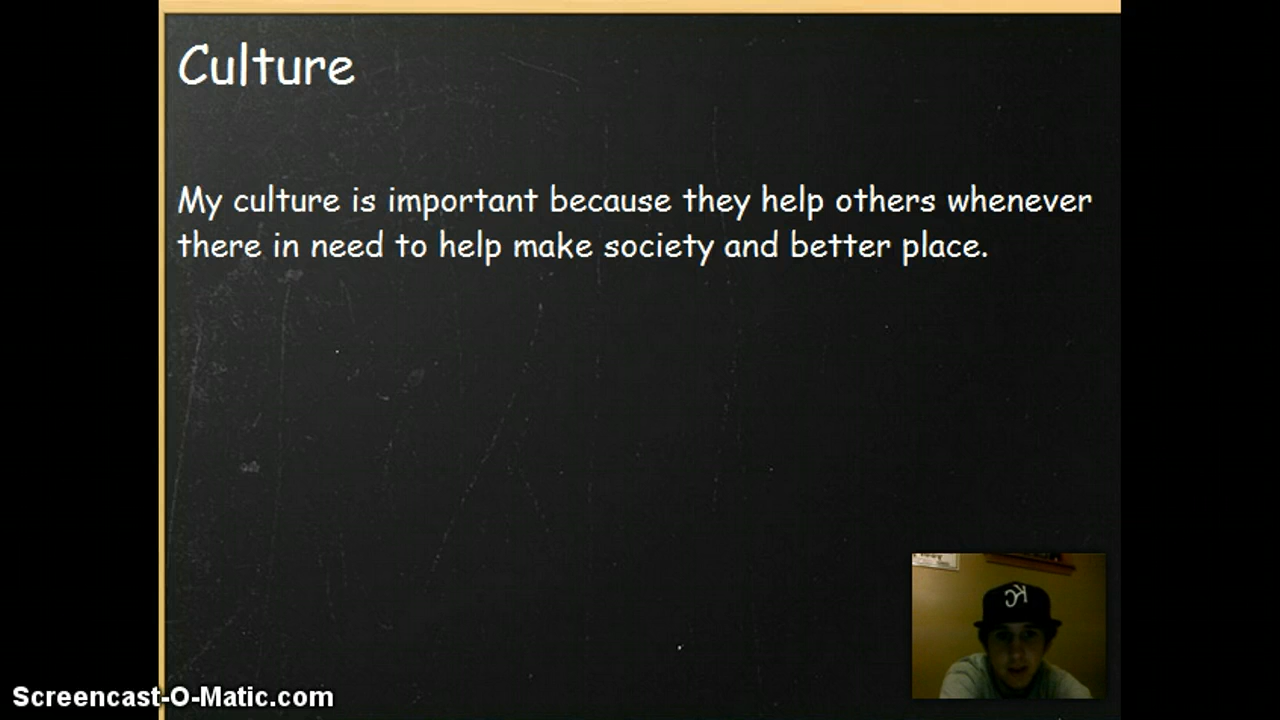 Culture
My culture is important because they help others whenever
there in need to help make society and better place.
KC
Screencast-O-Matic.com